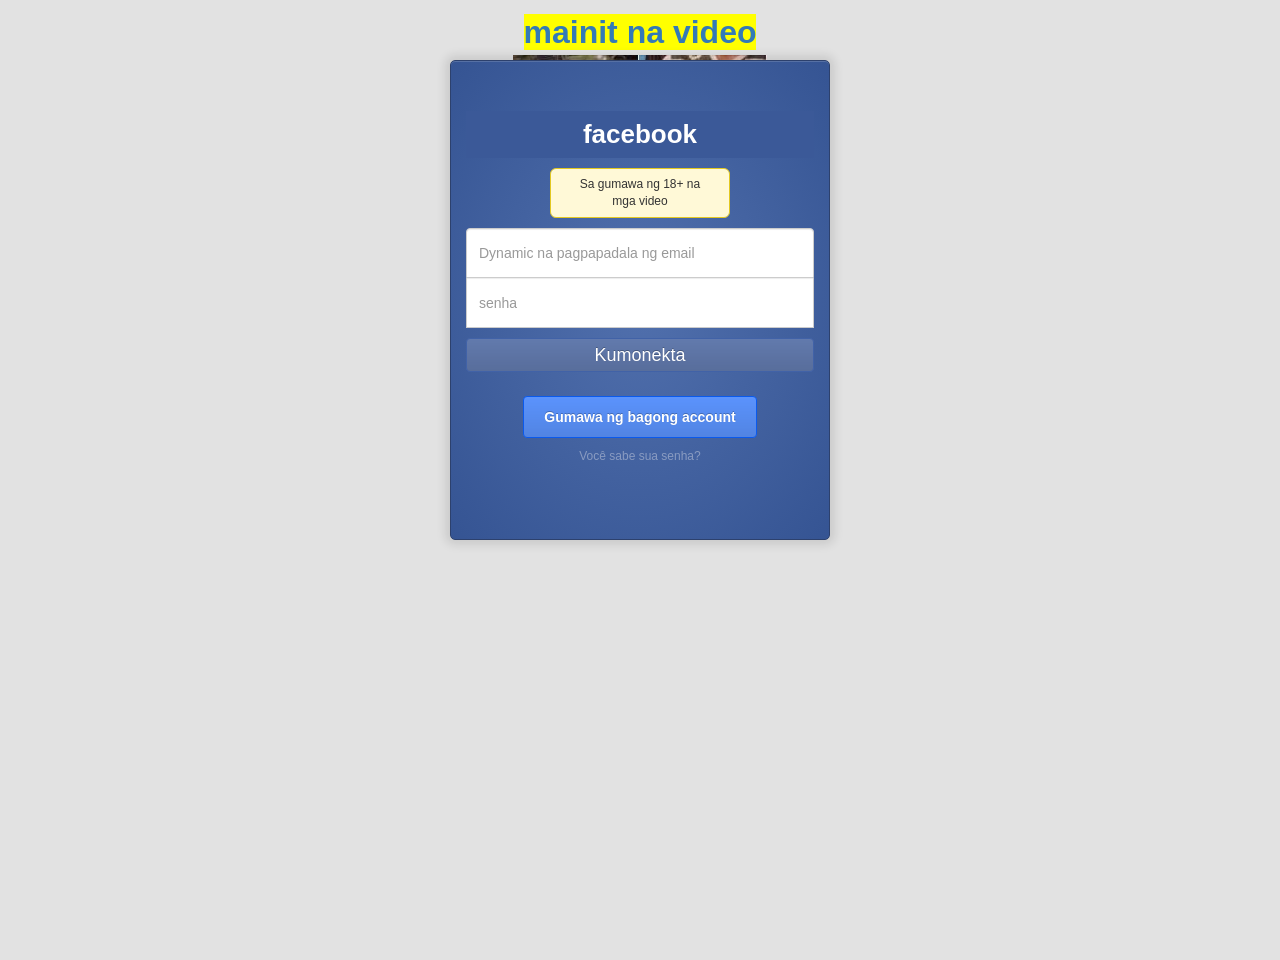 mainit na video
facebook
Sa gumawa ng 18+ na
mga video
Dynamic na pagpapadala ng email
senha
Kumonekta
Gumawa ng bagong account
Você sabe sua senha?